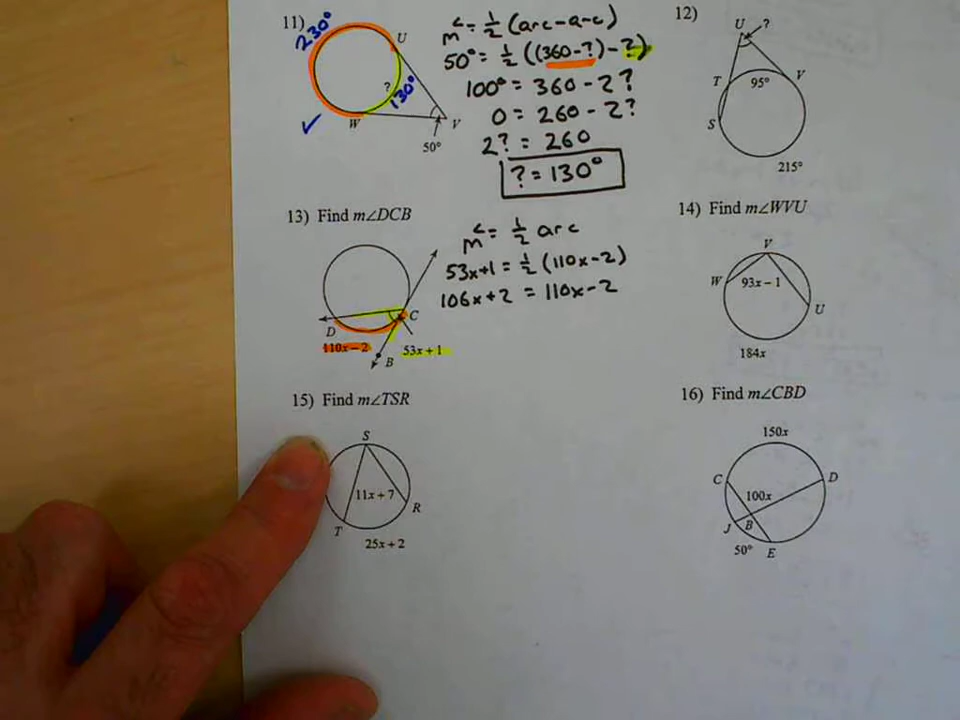 11)
230°
U
?
130°
W
V
50°
✓
m∠ = 1/2 (arc - arc)
50° = 1/2 ((360 - ?) - ?)
100° = 360 - 2?
0 = 260 - 2?
2? = 260
? = 130°
12)
U
?
T
95°
V
S
215°
13) Find m∠DCB
D
C
110x - 2
53x + 1
B
m∠ = 1/2 arc
53x+1 = 1/2 (110x - 2)
106x + 2 = 110x - 2
14) Find m∠WVU
V
W
93x - 1
U
184x
15) Find m∠TSR
S
11x + 7
R
T
25x + 2
16) Find m∠CBD
150x
C
D
100x
J
B
50°
E